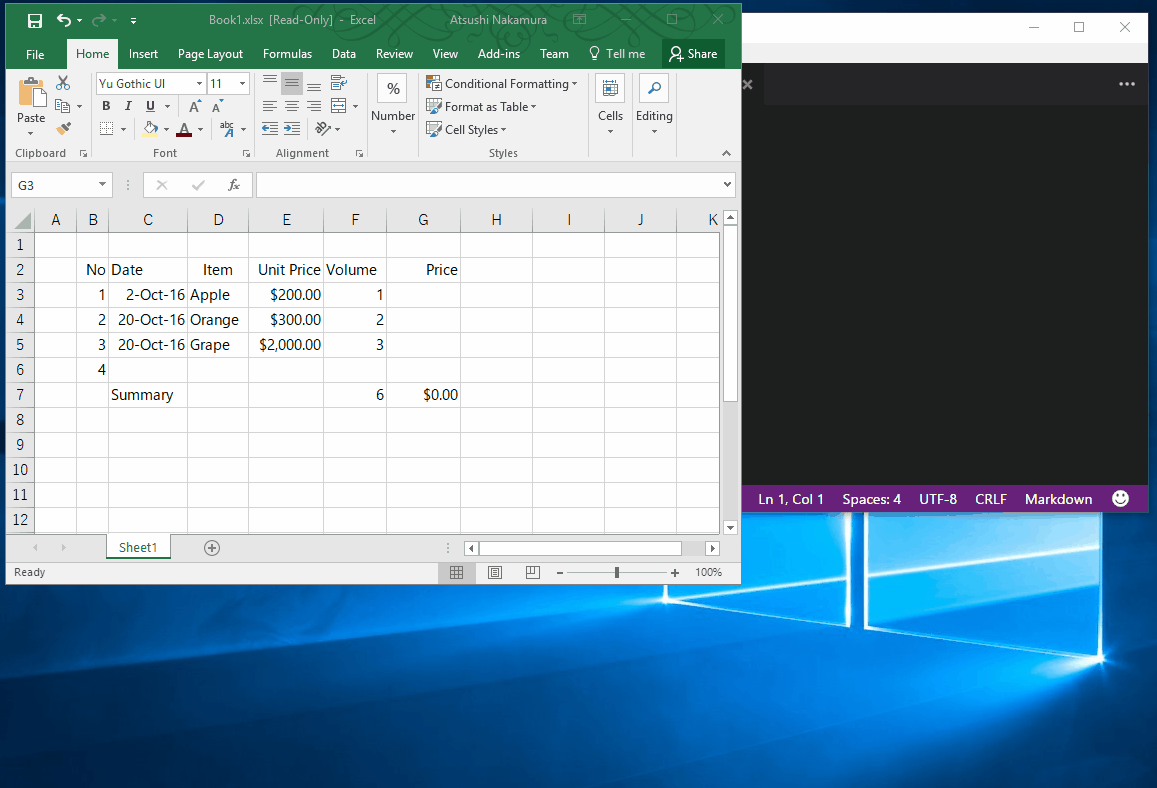 Book1.xlsx [Read-Only] - Excel Atsushi Nakamura
File Home Insert Page Layout Formulas Data Review View Add-ins Team Tell me Share
Paste
Yu Gothic UI 11
B I U A A
A abc A
% Number
Conditional Formatting
Format as Table
Cell Styles
Cells
Editing
Clipboard Font Alignment Styles
G3 fx
A B C D E F G H I J K
1
2 No Date Item Unit Price Volume Price
3 1 2-Oct-16 Apple $200.00 1
4 2 20-Oct-16 Orange $300.00 2
5 3 20-Oct-16 Grape $2,000.00 3
6 4
7 Summary 6 $0.00
8
9
10
11
12
Sheet1
Ready 100%
Ln 1, Col 1 Spaces: 4 UTF-8 CRLF Markdown